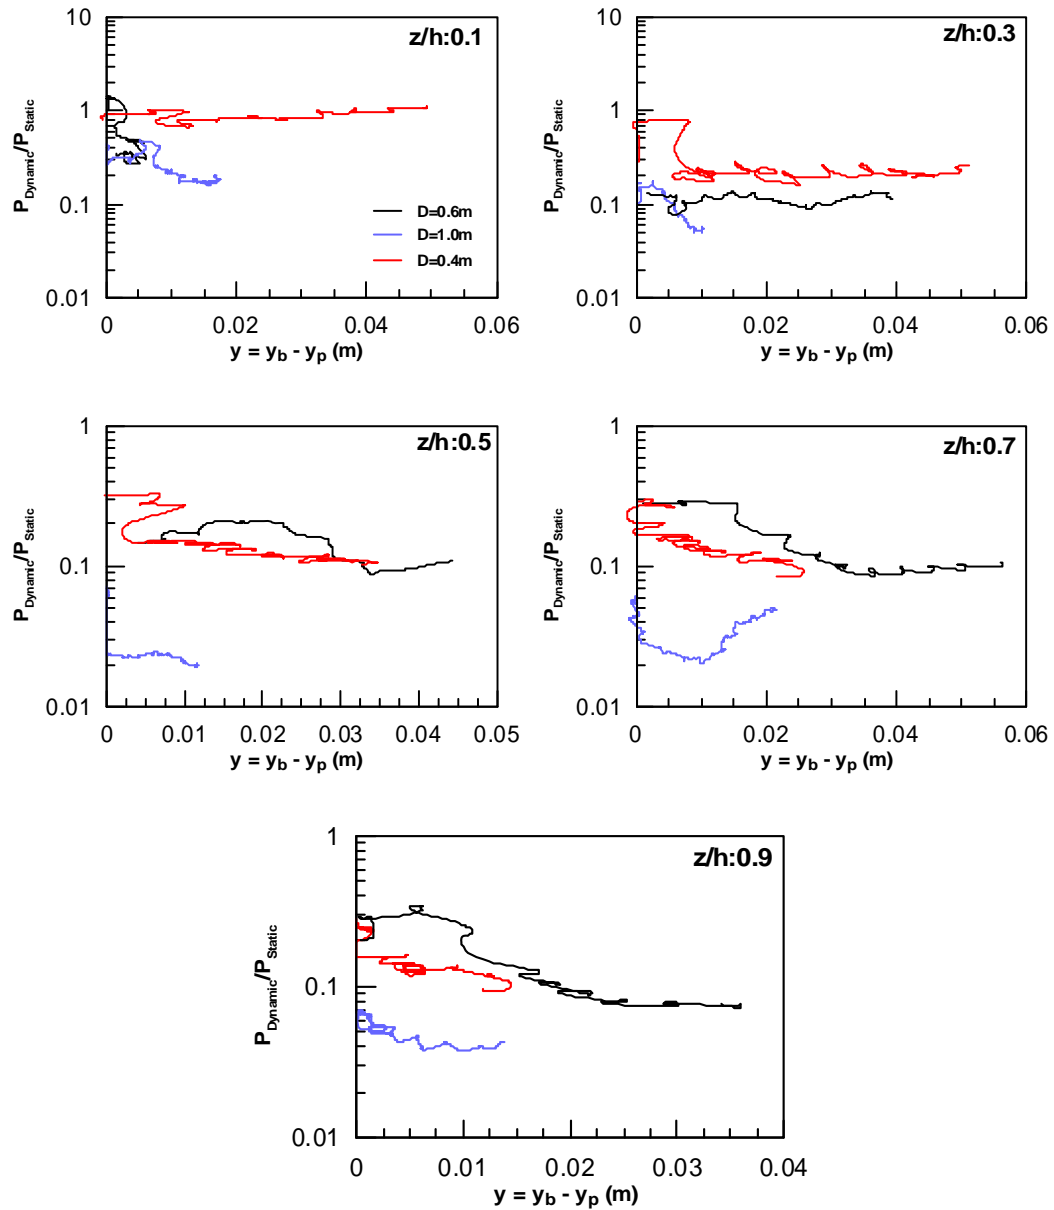 z/h:0.1
10
1
0.1
0.01
P_Dynamic/P_Static
D=0.6m
D=1.0m
D=0.4m
0 0.02 0.04 0.06
y = y_b - y_p (m)
z/h:0.3
10
1
0.1
0.01
P_Dynamic/P_Static
0 0.02 0.04 0.06
y = y_b - y_p (m)
z/h:0.5
1
0.1
0.01
P_Dynamic/P_Static
0 0.01 0.02 0.03 0.04 0.05
y = y_b - y_p (m)
z/h:0.7
1
0.1
0.01
P_Dynamic/P_Static
0 0.02 0.04 0.06
y = y_b - y_p (m)
z/h:0.9
1
0.1
0.01
P_Dynamic/P_Static
0 0.01 0.02 0.03 0.04
y = y_b - y_p (m)